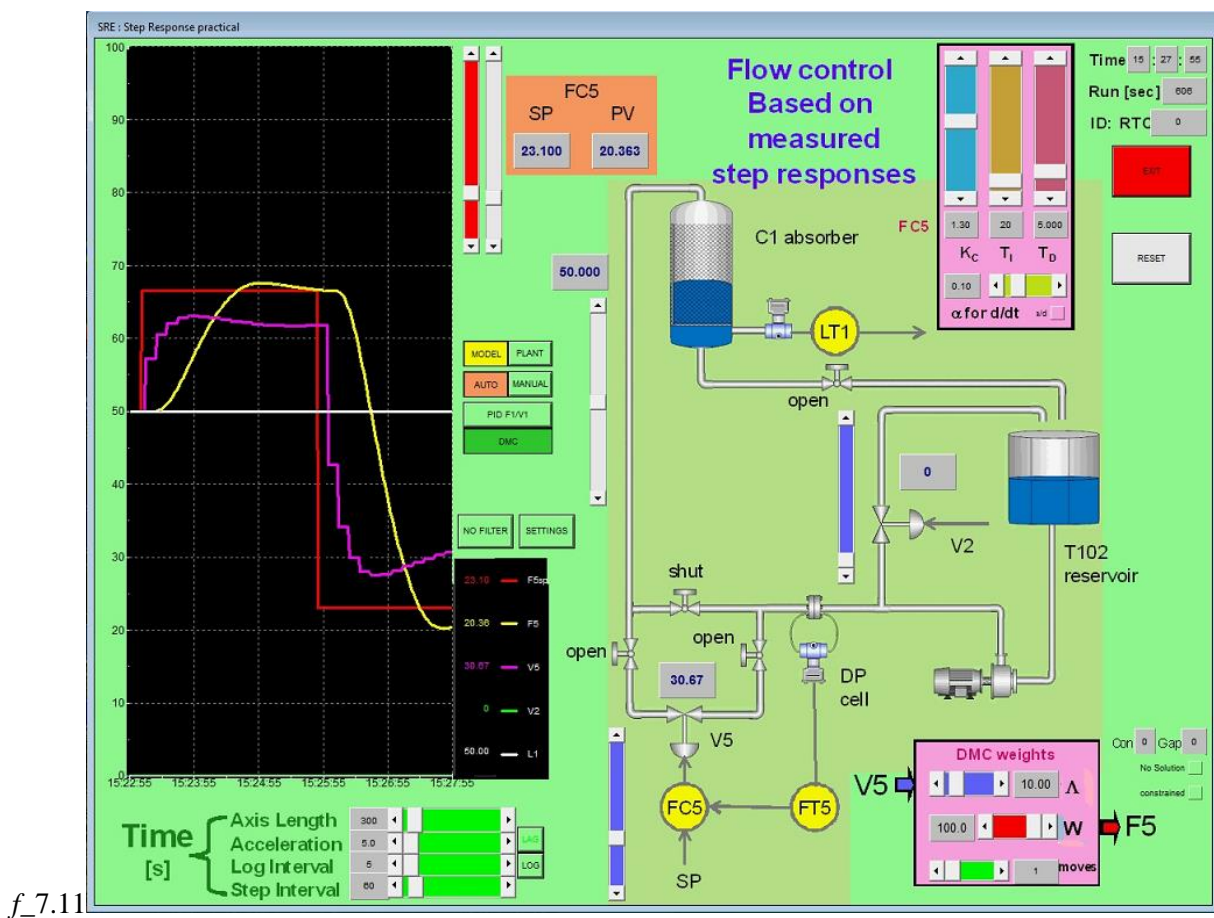 SRE : Step Response practical
100
90
80
70
60
50
40
30
20
10
0
15:22:55 15:23:55 15:24:55 15:25:55 15:26:55 15:27:55
FC5
SP PV
23.100 20.363
Flow control
Based on
measured
step responses
FC5
1.30 20 5.000
KC TI TD
0.10
α for d/dt
Time 15 : 27 : 55
Run [sec] 606
ID: RTC 0
EXIT
RESET
50.000
C1 absorber
LT1
open
MODEL PLANT
AUTO MANUAL
PID F1/V1
DMC
NO FILTER SETTINGS
23.10 F5sp
20.36 F5
30.67 V5
0 V2
50.00 L1
0
V2
T102
reservoir
shut
open
open
30.67
DP
cell
V5
FC5
FT5
SP
DMC weights
V5 10.00 Λ
100.0 W F5
1 moves
Con 0 Gap 0
No Solution
constrained
Time
[s]
Axis Length 300
Acceleration 5.0 LAG
Log Interval 5 LOG
Step Interval 60
f_7.11